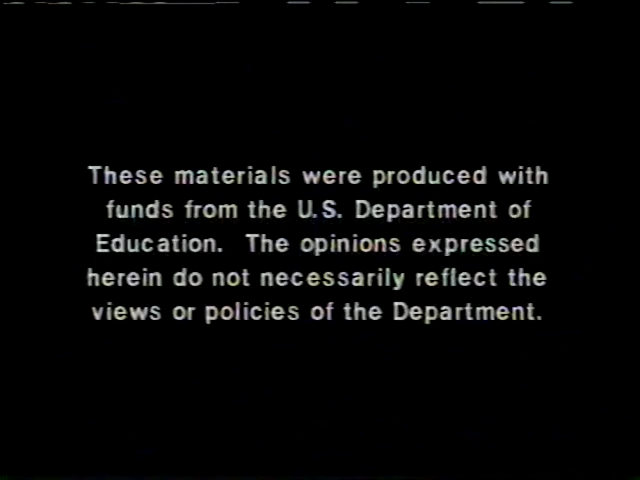 These materials were produced with
funds from the U.S. Department of
Education. The opinions expressed
herein do not necessarily reflect the
views or policies of the Department.